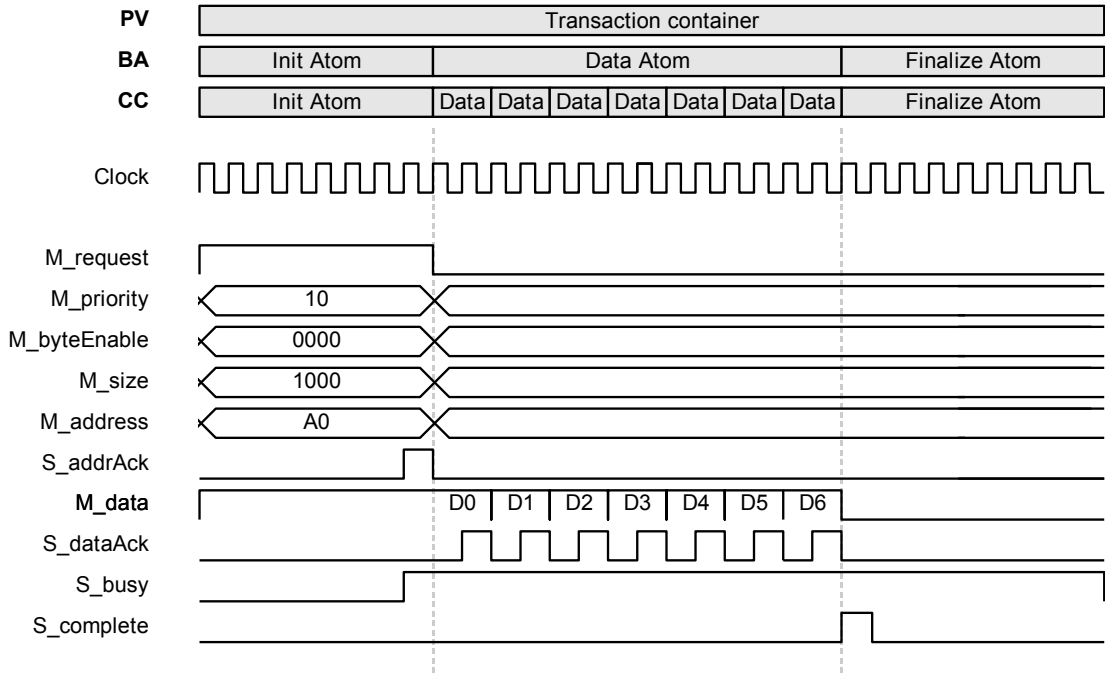 PV Transaction container
BA Init Atom Data Atom Finalize Atom
CC Init Atom Data Data Data Data Data Data Data Finalize Atom
Clock
M_request
M_priority 10
M_byteEnable 0000
M_size 1000
M_address A0
S_addrAck
M_data D0 D1 D2 D3 D4 D5 D6
S_dataAck
S_busy
S_complete